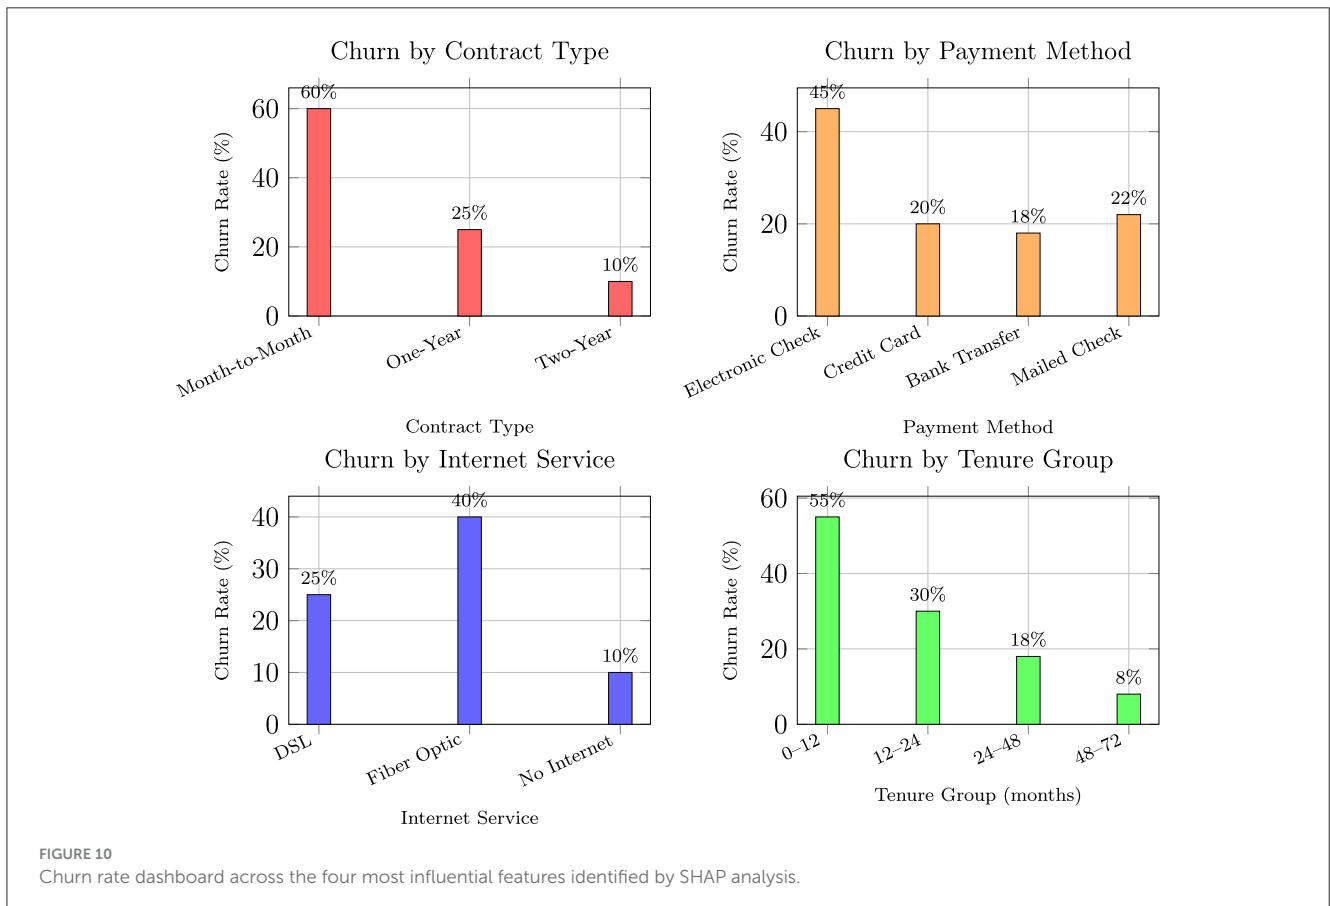 Churn by Contract Type
60%
60
40
20
0
Churn Rate (%)
25%
10%
Month-to-Month
One-Year
Two-Year
Contract Type
Churn by Payment Method
45%
40
20
0
Churn Rate (%)
20%
18%
22%
Electronic Check
Credit Card
Bank Transfer
Mailed Check
Payment Method
Churn by Internet Service
40%
40
30
20
10
0
Churn Rate (%)
25%
10%
DSL
Fiber Optic
No Internet
Internet Service
Churn by Tenure Group
55%
60
40
20
0
Churn Rate (%)
30%
18%
8%
0–12
12–24
24–48
48–72
Tenure Group (months)
FIGURE 10
Churn rate dashboard across the four most influential features identified by SHAP analysis.